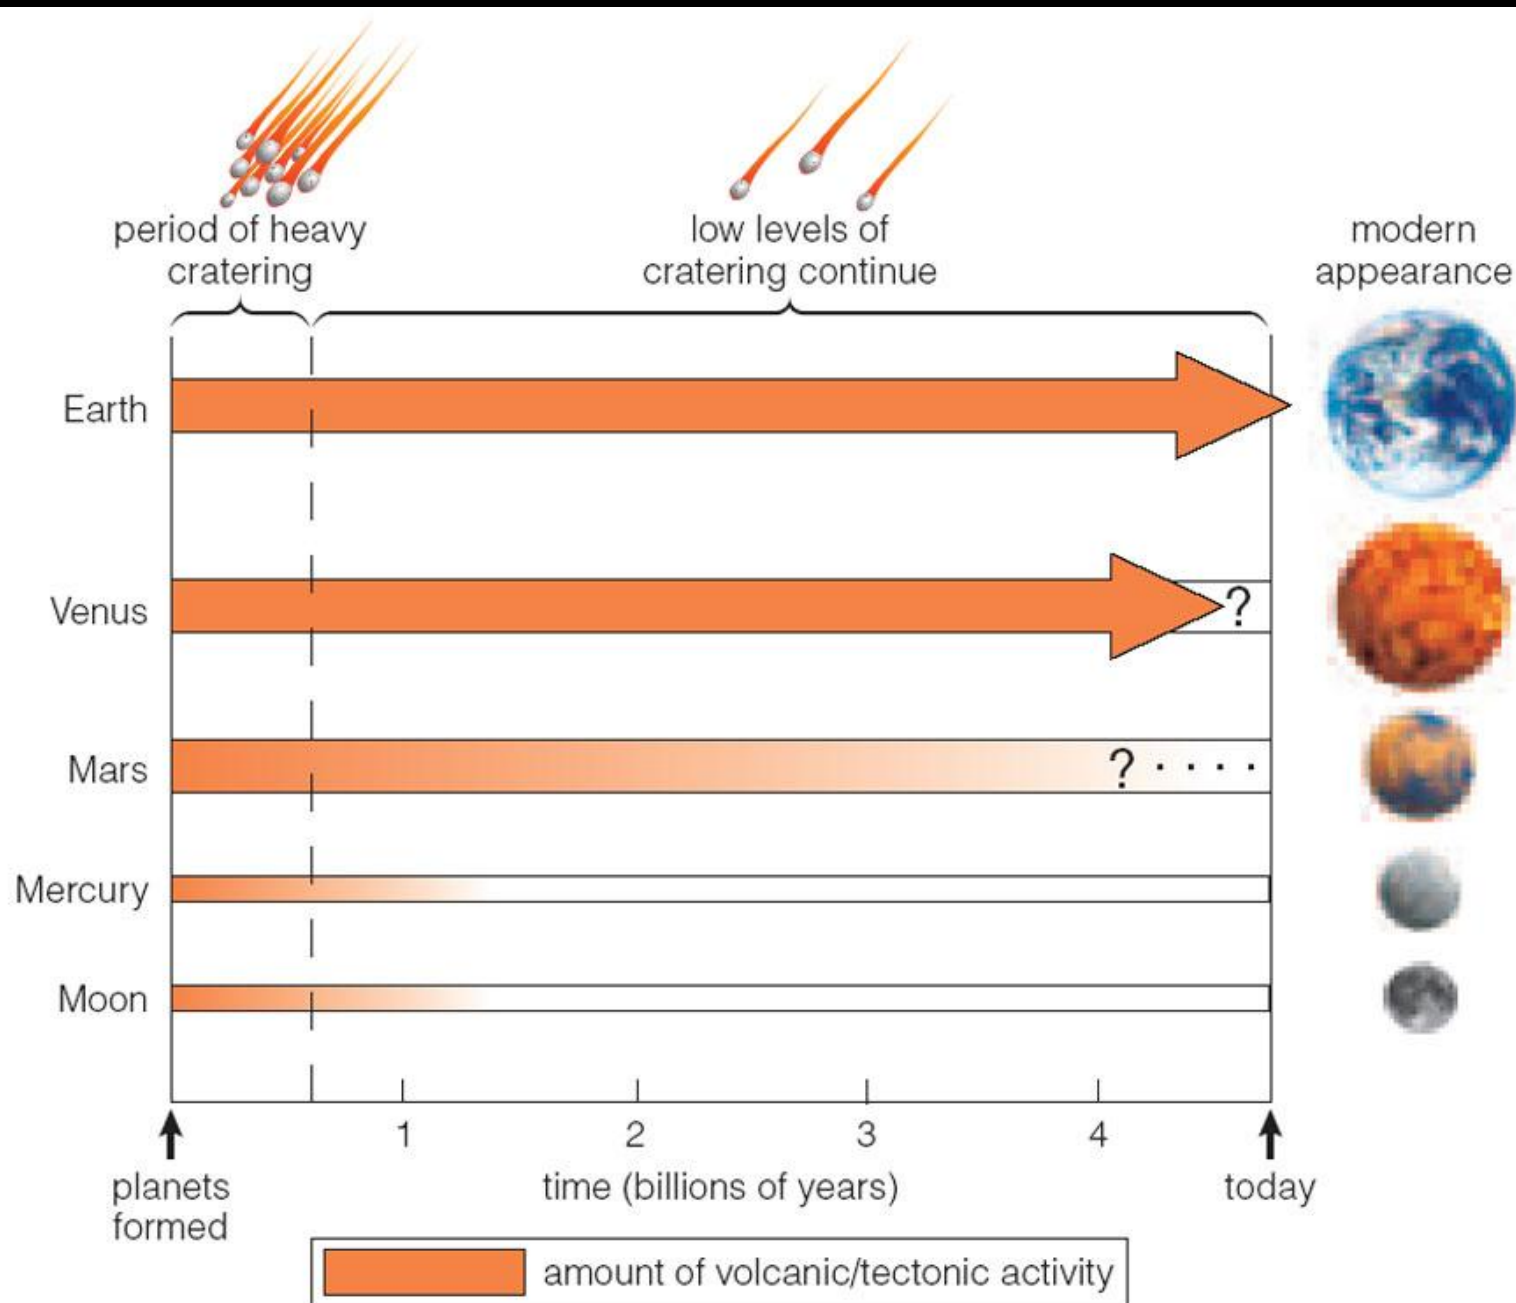 period of heavy
cratering
low levels of
cratering continue
modern
appearance
Earth
Venus
?
Mars
? · · · ·
Mercury
Moon
1
2
3
4
planets
formed
time (billions of years)
today
amount of volcanic/tectonic activity